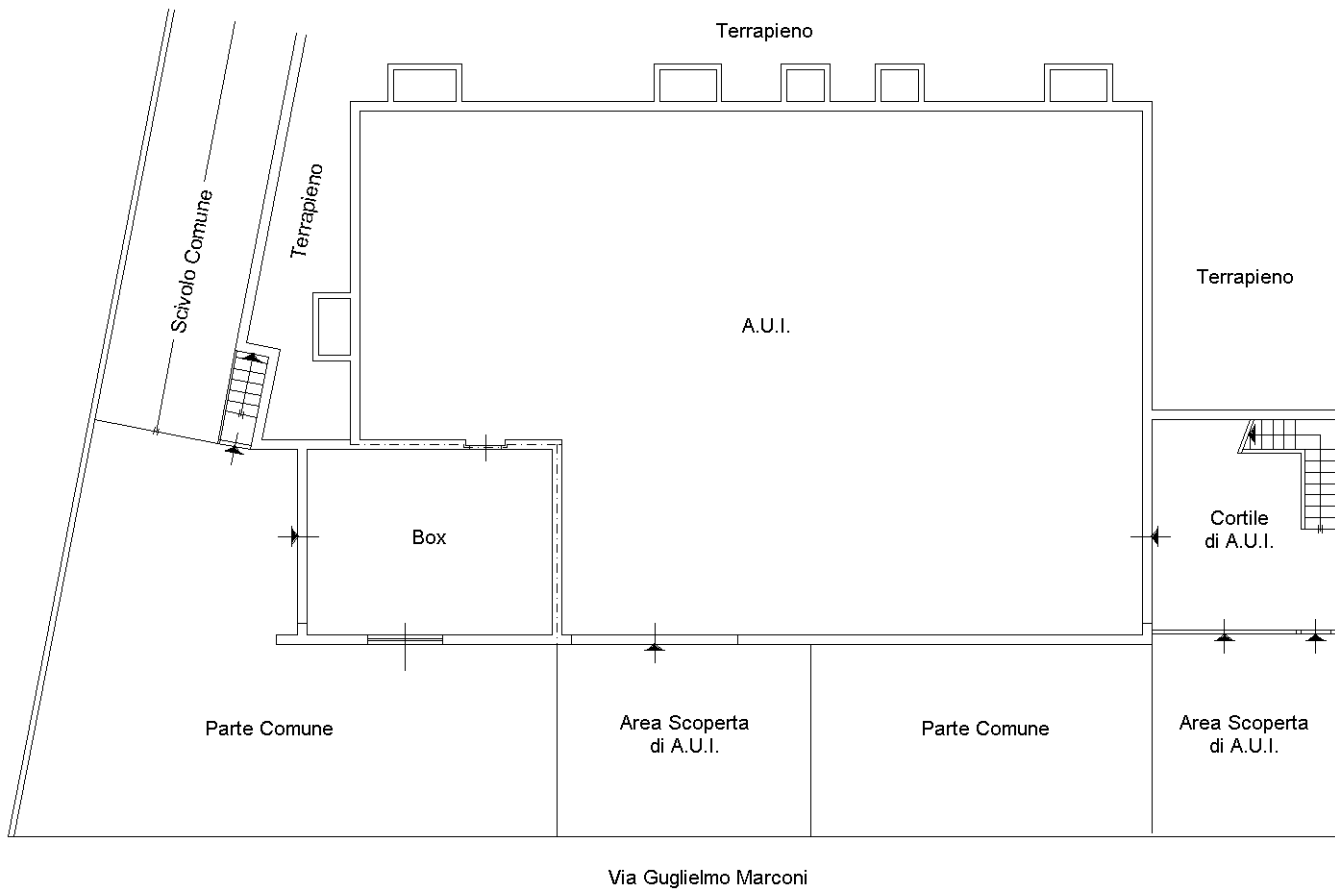 Terrapieno
Scivolo Comune
Terrapieno
Terrapieno
A.U.I.
Box
Cortile
di A.U.I.
Parte Comune
Area Scoperta
di A.U.I.
Parte Comune
Area Scoperta
di A.U.I.
Via Guglielmo Marconi